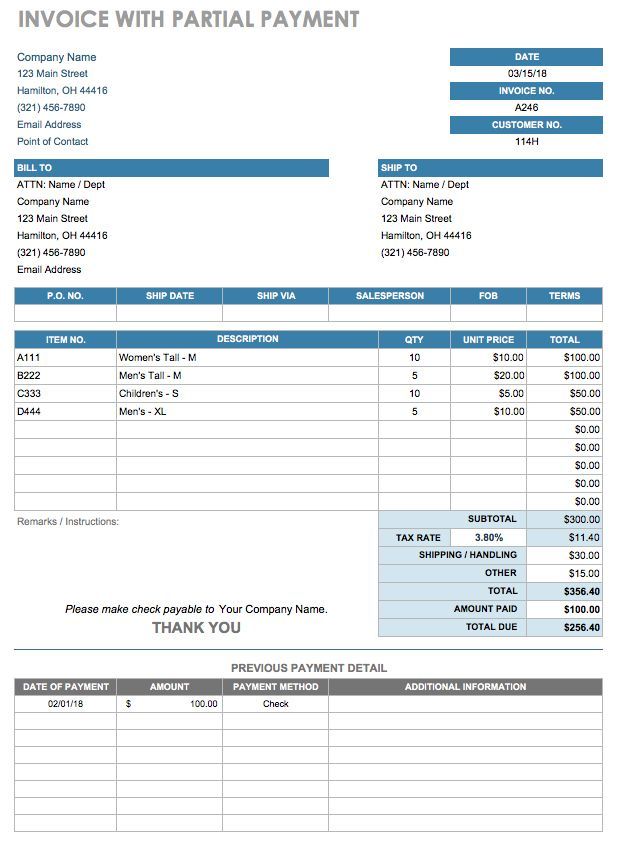 INVOICE WITH PARTIAL PAYMENT
Company Name
123 Main Street
Hamilton, OH 44416
(321) 456-7890
Email Address
Point of Contact
DATE
03/15/18
INVOICE NO.
A246
CUSTOMER NO.
114H
BILL TO
ATTN: Name / Dept
Company Name
123 Main Street
Hamilton, OH 44416
(321) 456-7890
Email Address
SHIP TO
ATTN: Name / Dept
Company Name
123 Main Street
Hamilton, OH 44416
(321) 456-7890
P.O. NO. SHIP DATE SHIP VIA SALESPERSON FOB TERMS
ITEM NO. DESCRIPTION QTY UNIT PRICE TOTAL
A111 Women's Tall - M 10 $10.00 $100.00
B222 Men's Tall - M 5 $20.00 $100.00
C333 Children's - S 10 $5.00 $50.00
D444 Men's - XL 5 $10.00 $50.00
$0.00
$0.00
$0.00
$0.00
$0.00
Remarks / Instructions:
SUBTOTAL $300.00
TAX RATE 3.80% $11.40
SHIPPING / HANDLING $30.00
OTHER $15.00
TOTAL $356.40
Please make check payable to Your Company Name.
AMOUNT PAID $100.00
THANK YOU
TOTAL DUE $256.40
PREVIOUS PAYMENT DETAIL
DATE OF PAYMENT AMOUNT PAYMENT METHOD ADDITIONAL INFORMATION
02/01/18 $ 100.00 Check